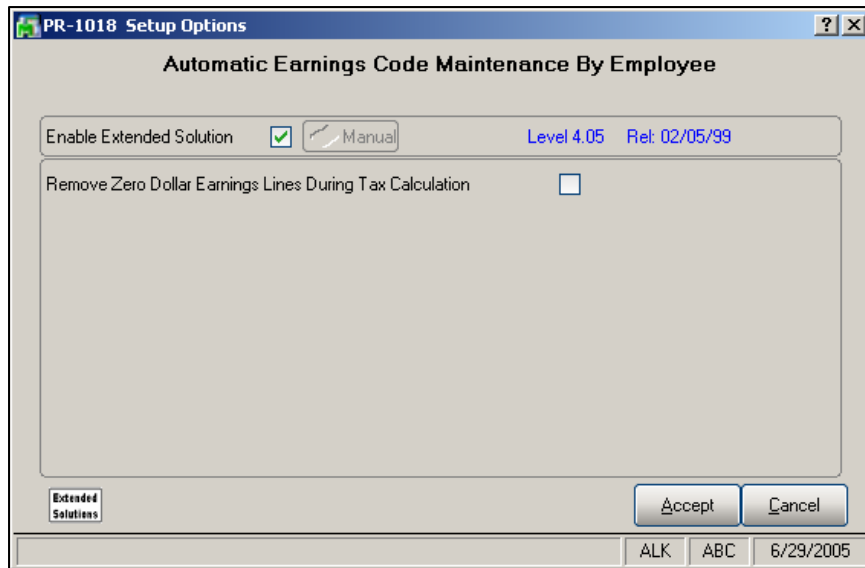 PR-1018 Setup Options
Automatic Earnings Code Maintenance By Employee
Enable Extended Solution Manual Level 4.05 Rel: 02/05/99
Remove Zero Dollar Earnings Lines During Tax Calculation
Extended
Solutions
Accept Cancel
ALK ABC 6/29/2005